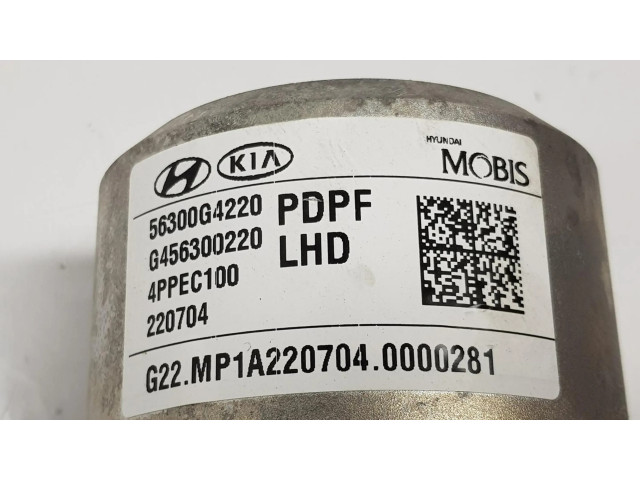 KIA
HYUNDAI
MOBIS
56300G4220 PDPF
G456300220 LHD
4PPEC100
220704
G22.MP1A220704.0000281